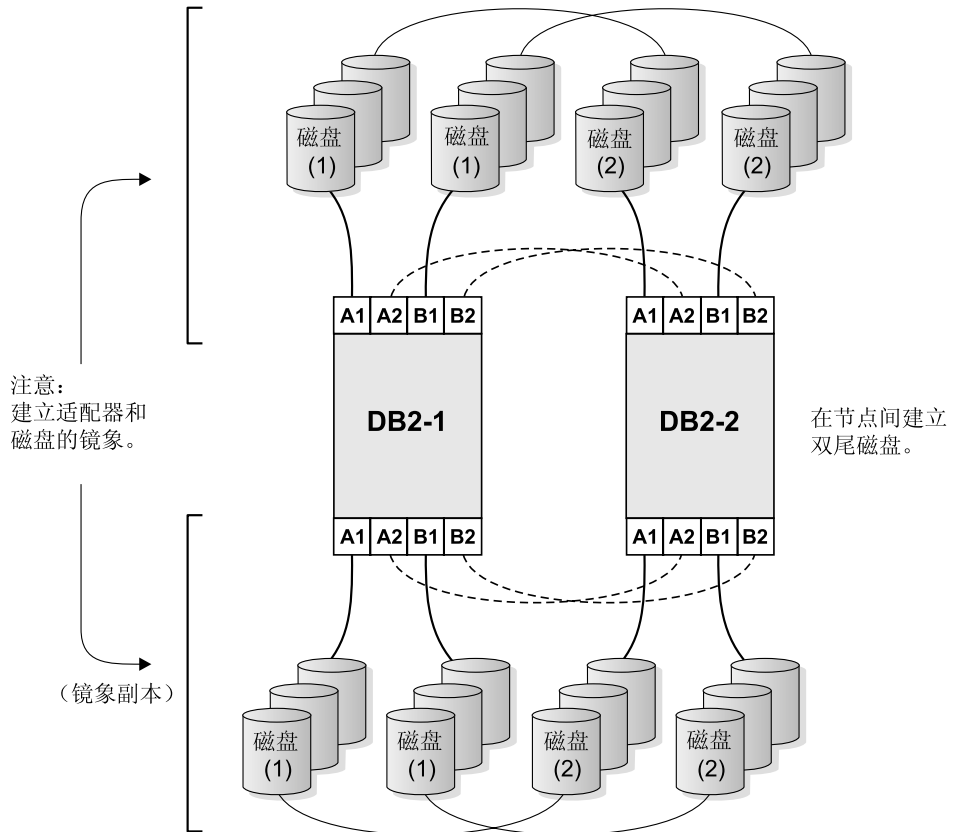 磁盘
(1)
磁盘
(1)
磁盘
(2)
磁盘
(2)
A1 A2 B1 B2
A1 A2 B1 B2
注意：
建立适配器和
磁盘的镜象。
DB2-1
DB2-2
在节点间建立
双尾磁盘。
A1 A2 B1 B2
A1 A2 B1 B2
（镜象副本）
磁盘
(1)
磁盘
(1)
磁盘
(2)
磁盘
(2)